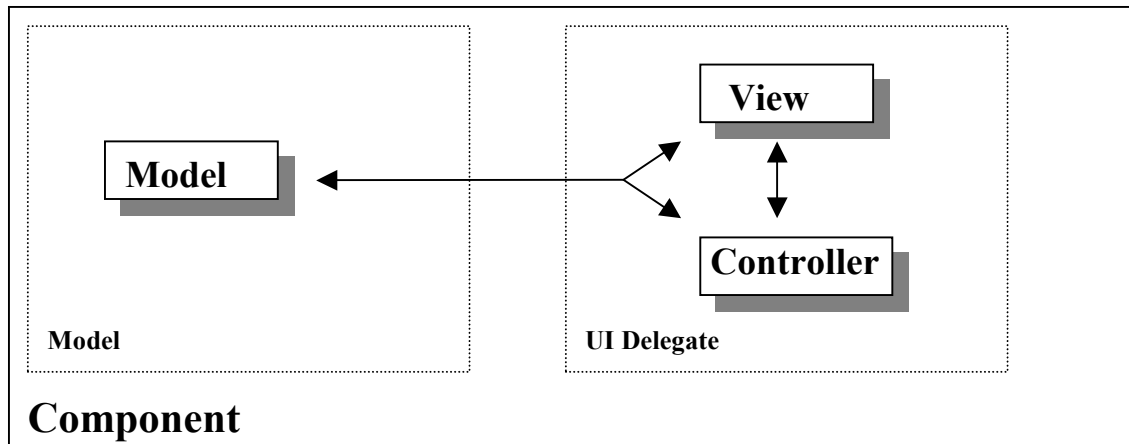 View
Model
Controller
Model
UI Delegate
Component